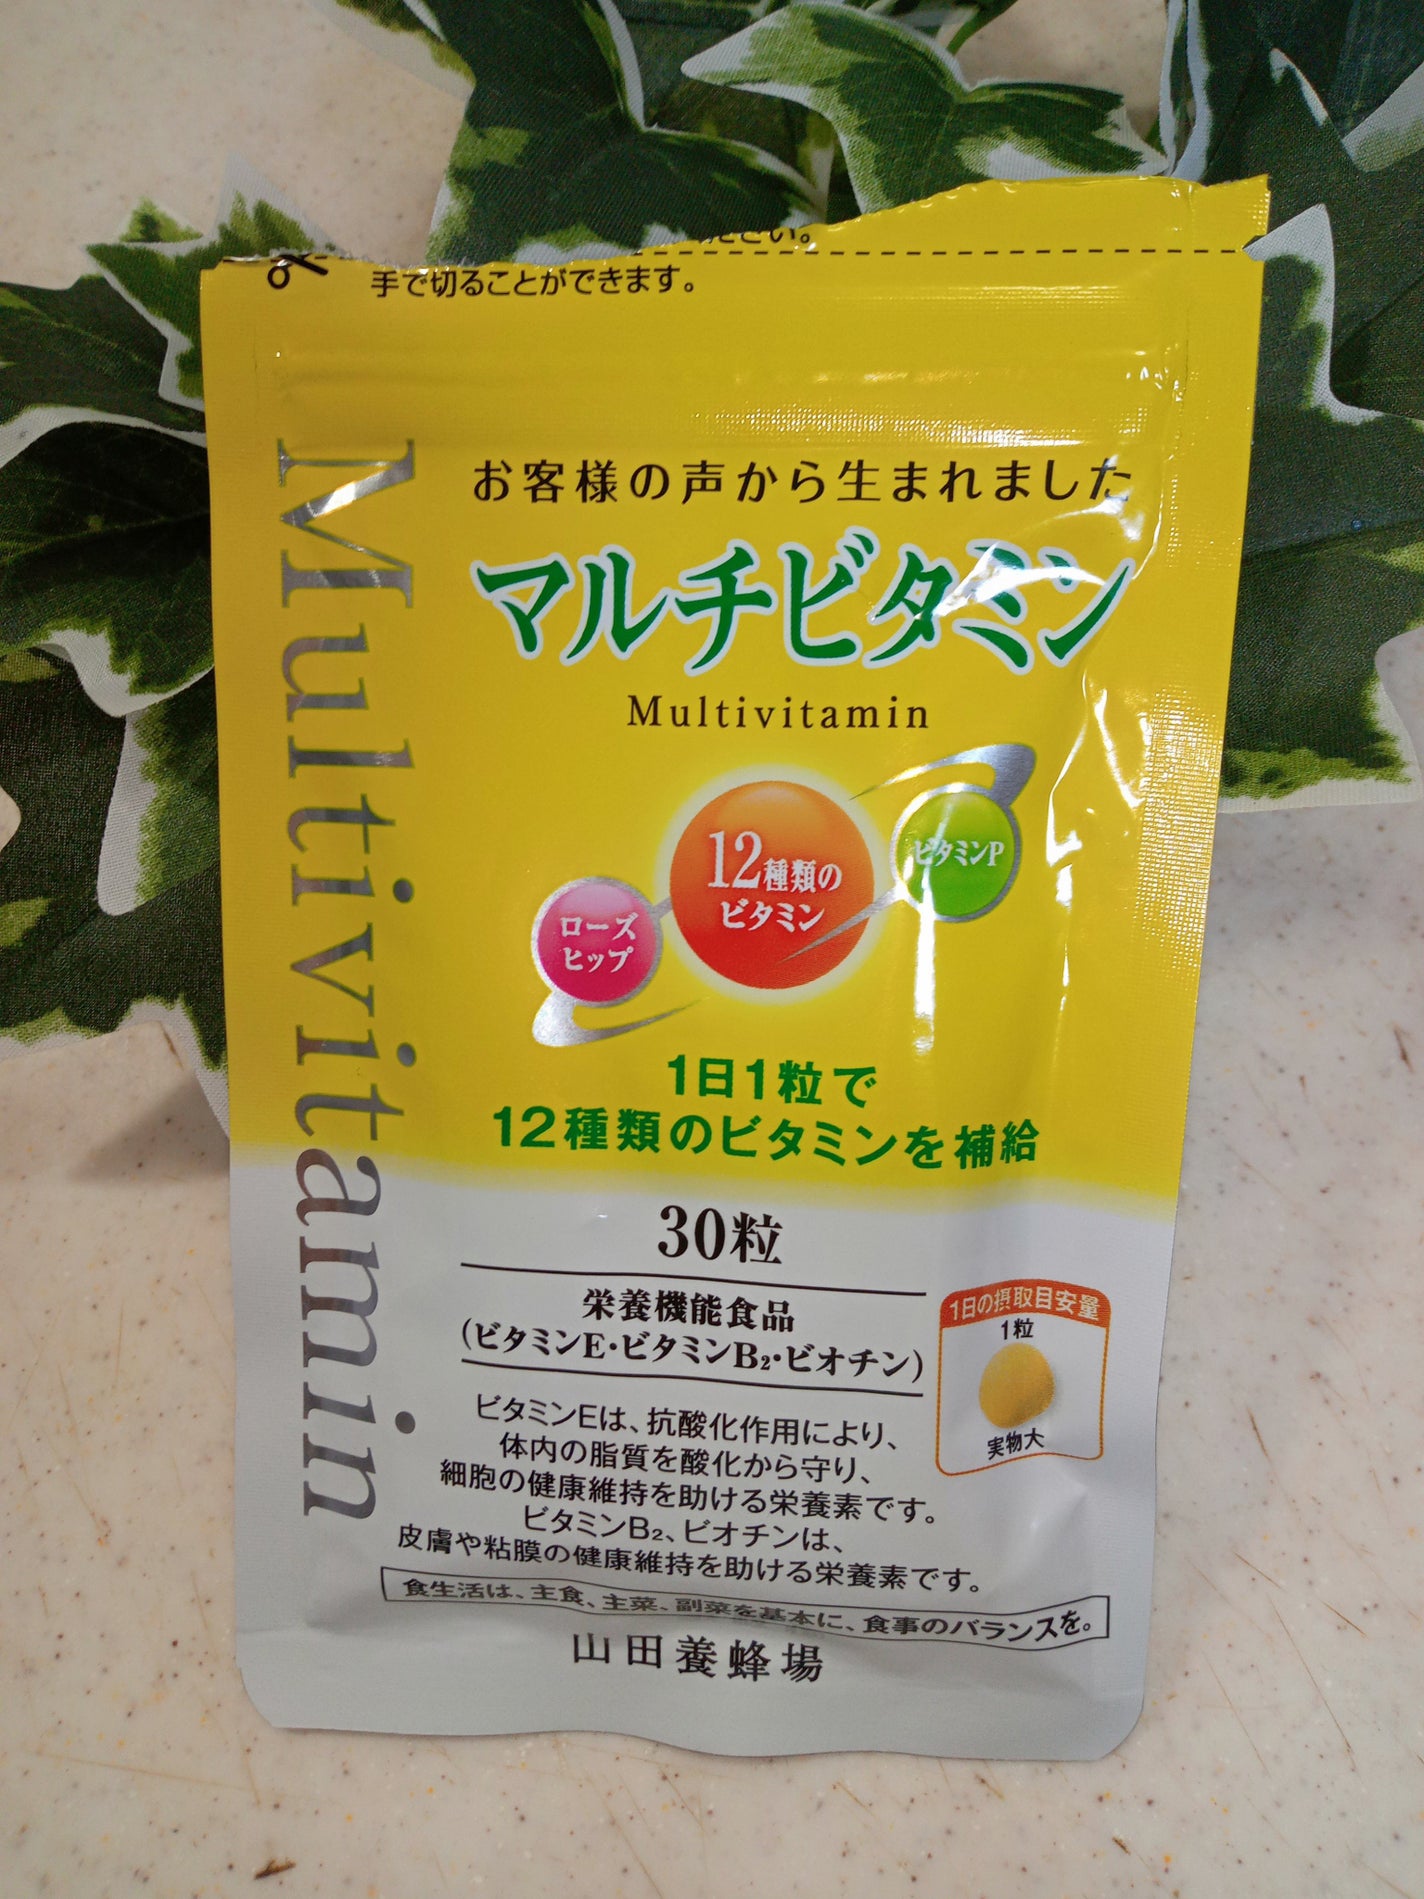 ださい。
手で切ることができます。
Multivitamin
お客様の声から生まれました
マルチビタミン
Multivitamin
12種類の
ビタミン
ビタミンP
ローズ
ヒップ
1日1粒で
12種類のビタミンを補給
30粒
栄養機能食品
(ビタミンE・ビタミンB₂・ビオチン)
1日の摂取目安量
1粒
実物大
ビタミンEは、抗酸化作用により、
体内の脂質を酸化から守り、
細胞の健康維持を助ける栄養素です。
ビタミンB₂、ビオチンは、
皮膚や粘膜の健康維持を助ける栄養素です。
食生活は、主食、主菜、副菜を基本に、食事のバランスを。
山田養蜂場